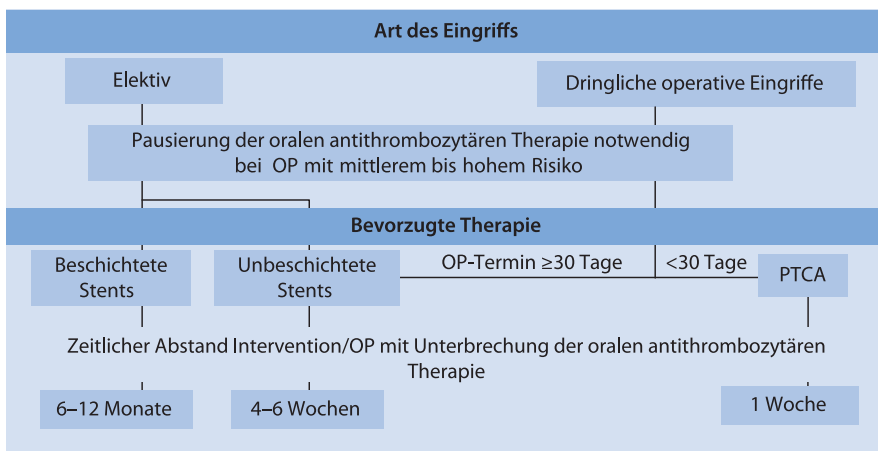 Art des Eingriffs
Elektiv
Dringliche operative Eingriffe
Pausierung der oralen antithrombozytären Therapie notwendig
bei OP mit mittlerem bis hohem Risiko
Bevorzugte Therapie
Beschichtete
Stents
Unbeschichtete
Stents
OP-Termin ≥30 Tage
<30 Tage
PTCA
Zeitlicher Abstand Intervention/OP mit Unterbrechung der oralen antithrombozytären
Therapie
6–12 Monate
4–6 Wochen
1 Woche